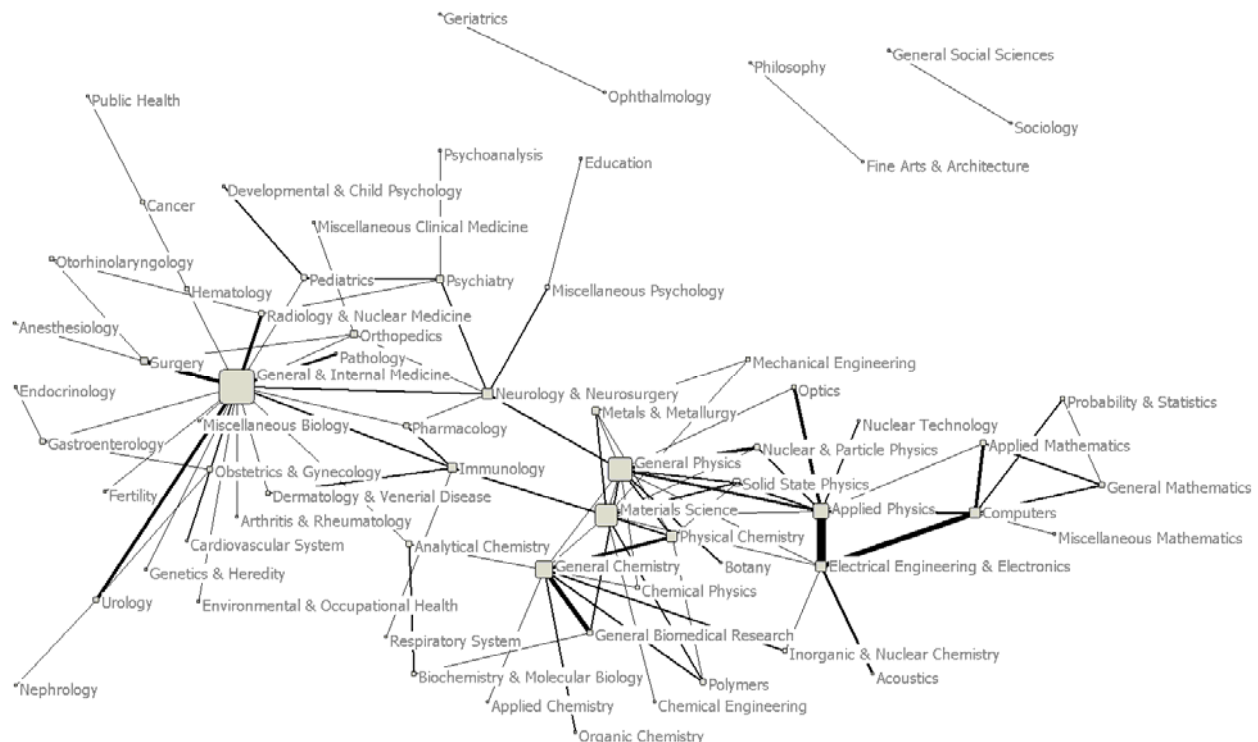 Geriatrics
General Social Sciences
Philosophy
Public Health
Ophthalmology
Sociology
Psychoanalysis
Education
Fine Arts & Architecture
Developmental & Child Psychology
Cancer
Miscellaneous Clinical Medicine
Otorhinolaryngology
Pediatrics
Psychiatry
Hematology
Miscellaneous Psychology
Radiology & Nuclear Medicine
Anesthesiology
Orthopedics
Pathology
Surgery
Mechanical Engineering
General & Internal Medicine
Endocrinology
Neurology & Neurosurgery
Optics
Probability & Statistics
Metals & Metallurgy
Miscellaneous Biology
Pharmacology
Nuclear Technology
Gastroenterology
Nuclear & Particle Physics
Applied Mathematics
Obstetrics & Gynecology
Immunology
General Physics
Solid State Physics
General Mathematics
Fertility
Dermatology & Venerial Disease
Materials Science
Applied Physics
Computers
Arthritis & Rheumatology
Physical Chemistry
Miscellaneous Mathematics
Cardiovascular System
Analytical Chemistry
Botany
General Chemistry
Electrical Engineering & Electronics
Genetics & Heredity
Chemical Physics
Urology
Environmental & Occupational Health
General Biomedical Research
Respiratory System
Inorganic & Nuclear Chemistry
Biochemistry & Molecular Biology
Acoustics
Nephrology
Polymers
Applied Chemistry
Chemical Engineering
Organic Chemistry